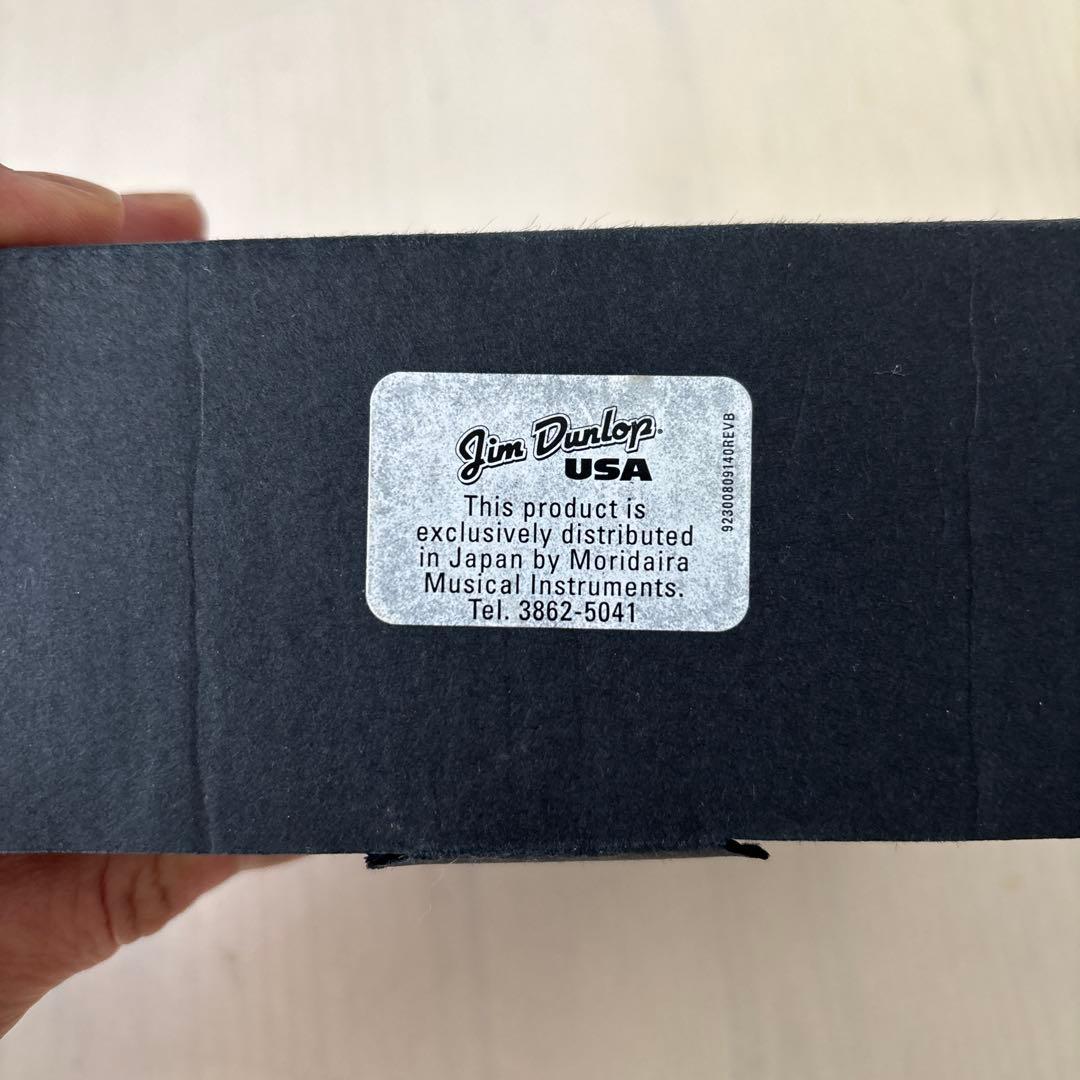 Jim Dunlop
USA
This product is
exclusively distributed
in Japan by Moridaira
Musical Instruments.
Tel. 3862-5041
92300809140REVB